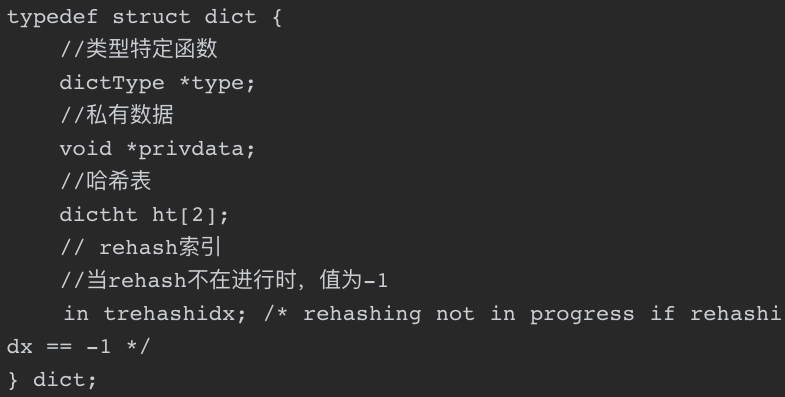 typedef struct dict {
//类型特定函数
dictType *type;
//私有数据
void *privdata;
//哈希表
dictht ht[2];
// rehash索引
//当rehash不在进行时，值为-1
in trehashidx; /* rehashing not in progress if rehashi
dx == -1 */
} dict;